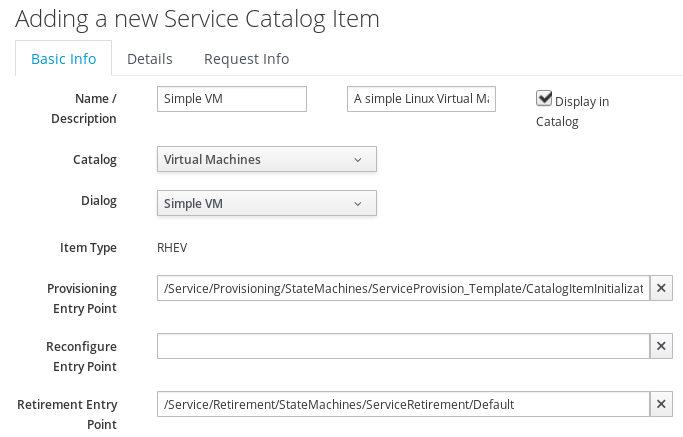 Adding a new Service Catalog Item
Basic Info Details Request Info
Name / Simple VM A simple Linux Virtual Ma Display in
Description Catalog
Catalog Virtual Machines
Dialog Simple VM
Item Type RHEV
Provisioning /Service/Provisioning/StateMachines/ServiceProvision_Template/CatalogItemInitializat
Entry Point
Reconfigure
Entry Point
Retirement Entry /Service/Retirement/StateMachines/ServiceRetirement/Default
Point